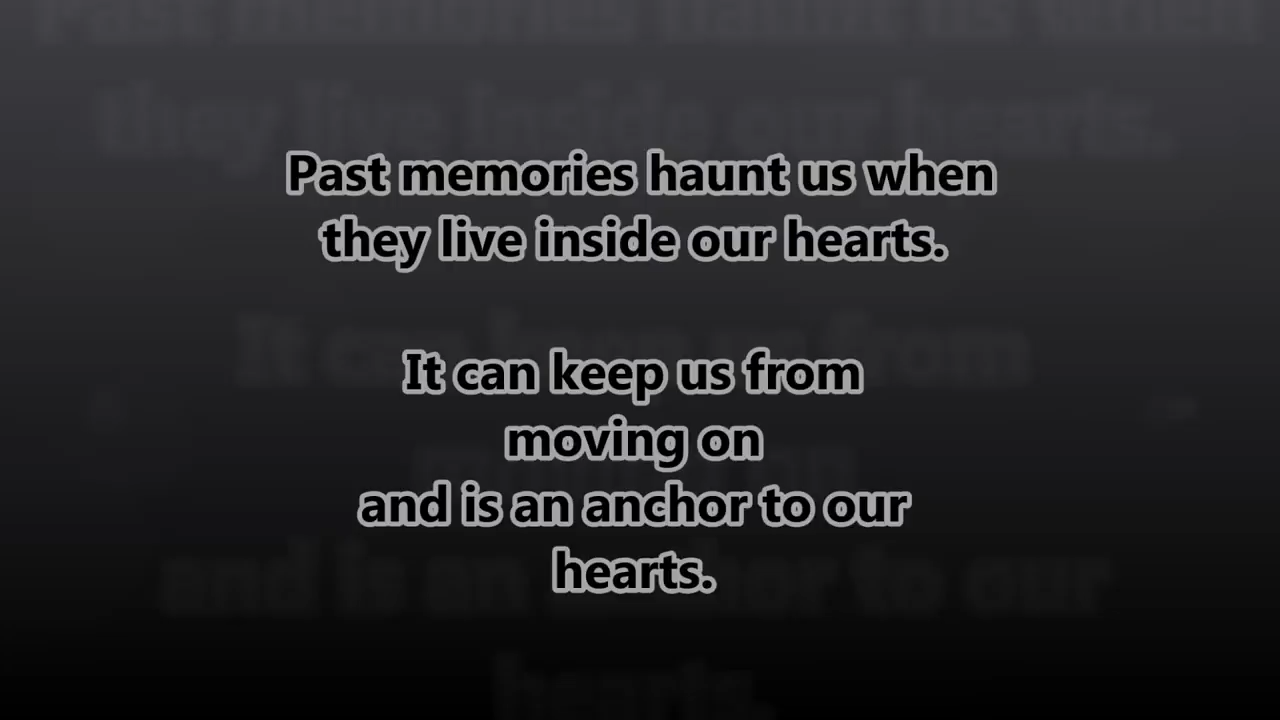 Past memories haunt us when
they live inside our hearts.
It can keep us from
moving on
and is an anchor to our
hearts.